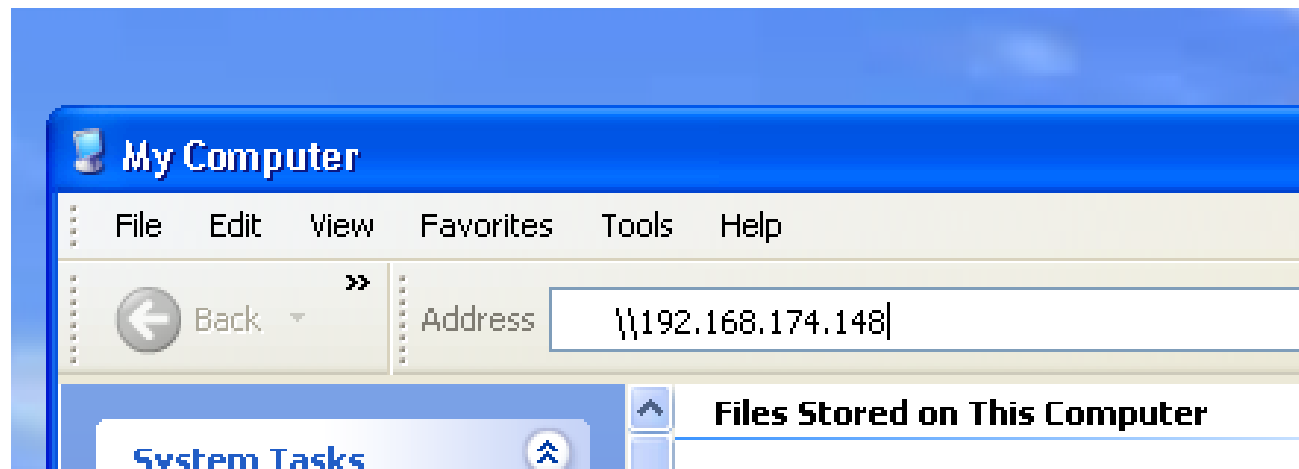 My Computer
File Edit View Favorites Tools Help
Back Address \\192.168.174.148
Files Stored on This Computer
System Tasks